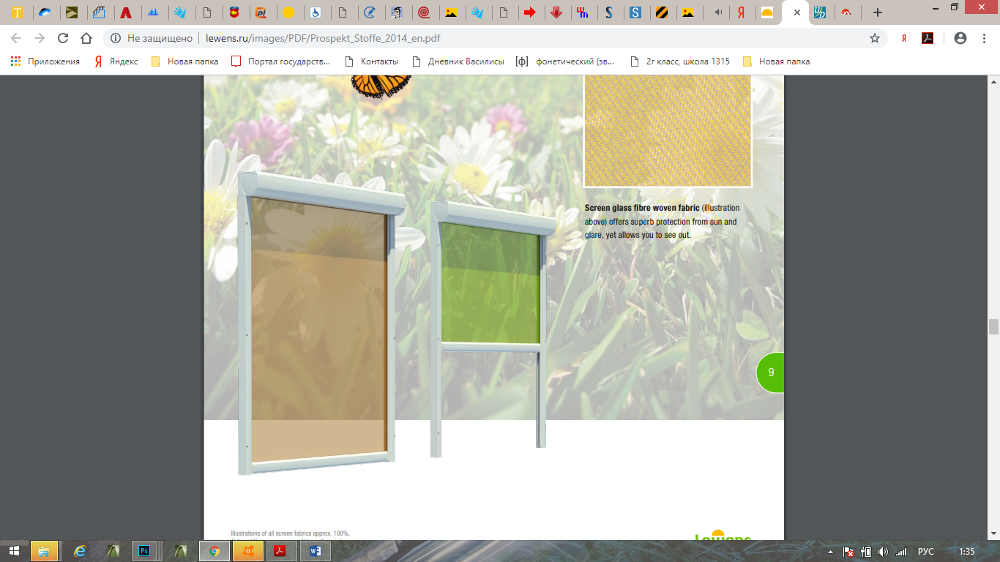 Не защищено
lewens.ru/images/PDF/Prospekt_Stoffe_2014_en.pdf
Приложения
Яндекс
Новая папка
Портал государств...
Контакты
Дневник Василисы
фонетический (зв...
2г класс, школа 1315
Новая папка
Screen glass fibre woven fabric (illustration
above) offers superb protection from sun and
glare, yet allows you to see out.
9
Illustrations of all screen fabrics approx. 100%.
Lewens
РУС
1:35